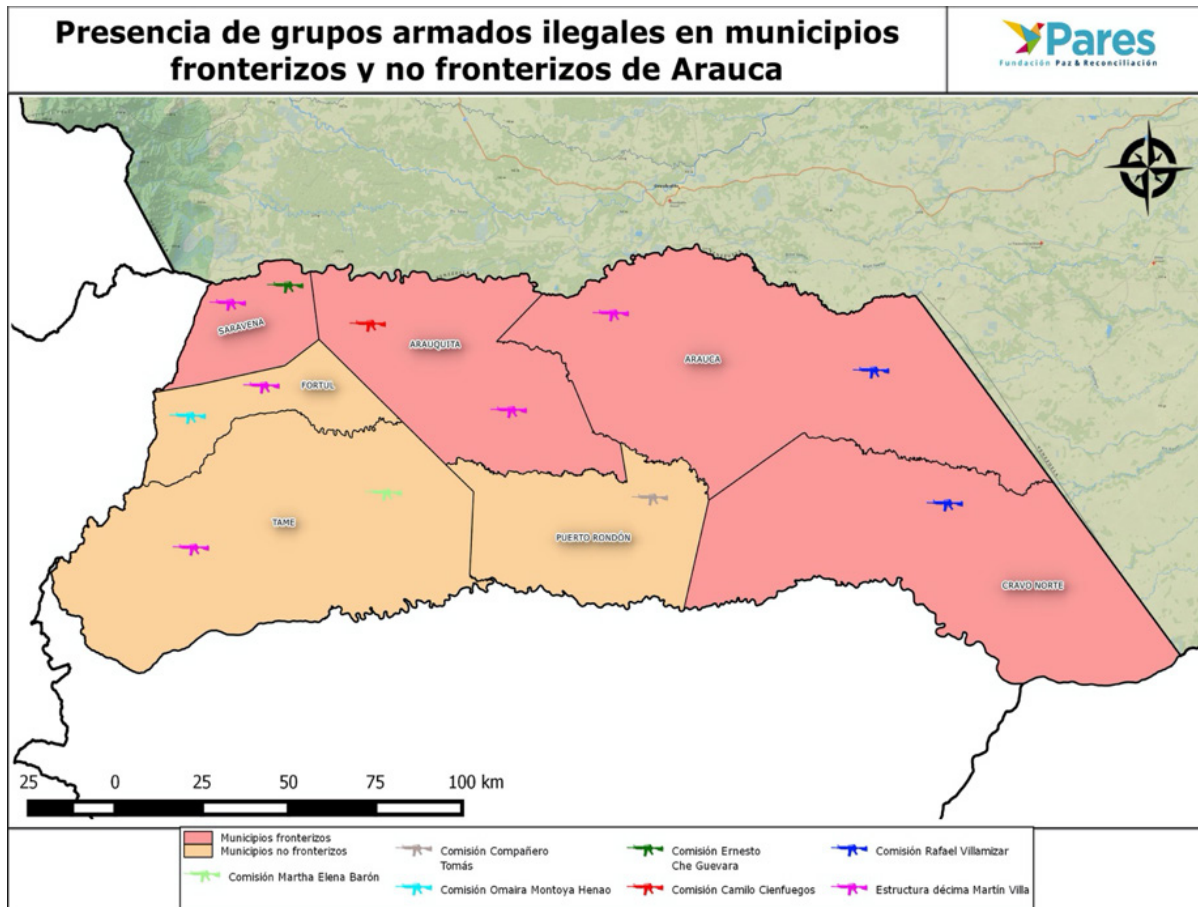 Presencia de grupos armados ilegales en municipios
fronterizos y no fronterizos de Arauca
Pares
Fundación Paz & Reconciliación
SARAVENA
ARAUQUITA
ARAUCA
FORTUL
TAME
PUERTO RONDÓN
CRAVO NORTE
25 0 25 50 75 100 km
Municipios fronterizos
Municipios no fronterizos
Comisión Martha Elena Barón
Comisión Compañero
Tomás
Comisión Omaira Montoya Henao
Comisión Ernesto
Che Guevara
Comisión Camilo Cienfuegos
Comisión Rafael Villamizar
Estructura décima Martín Villa